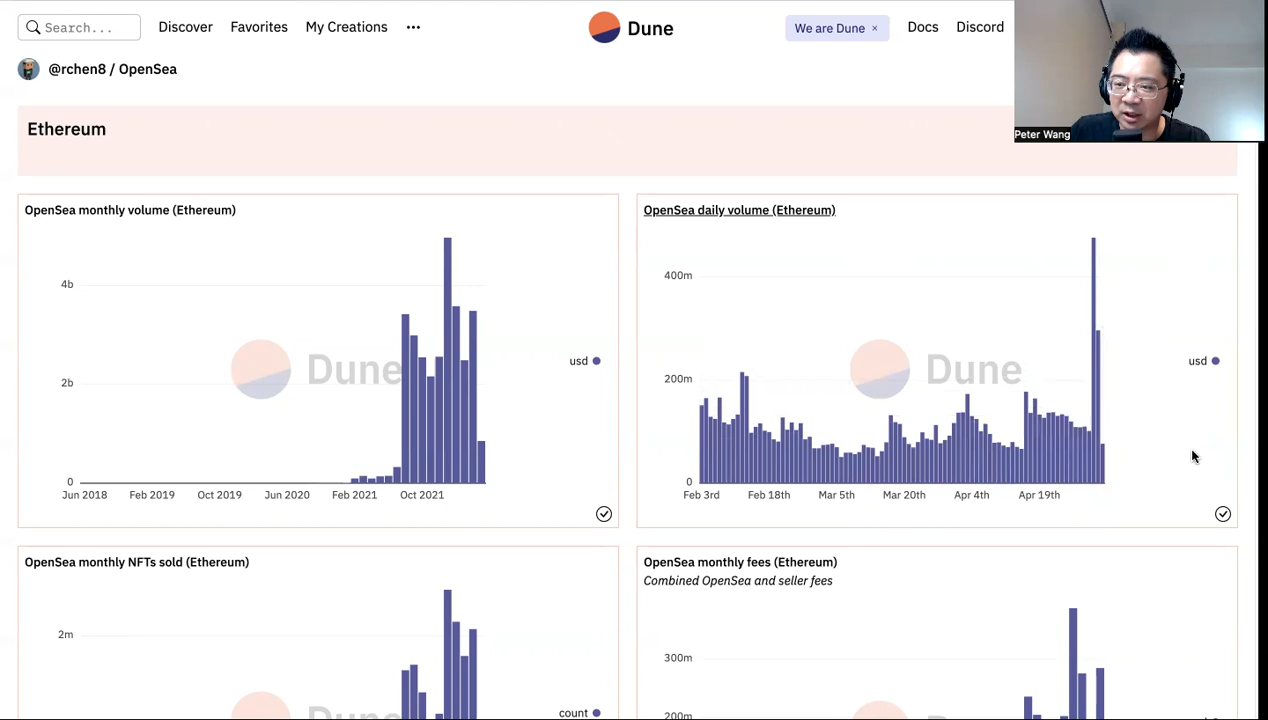 Search...
Discover
Favorites
My Creations
Dune
We are Dune ×
Docs
Discord
@rchen8 / OpenSea
Peter Wang
Ethereum
OpenSea monthly volume (Ethereum)
4b
2b
0
Jun 2018
Feb 2019
Oct 2019
Jun 2020
Feb 2021
Oct 2021
usd
Dune
OpenSea daily volume (Ethereum)
400m
200m
0
Feb 3rd
Feb 18th
Mar 5th
Mar 20th
Apr 4th
Apr 19th
usd
Dune
OpenSea monthly NFTs sold (Ethereum)
2m
count
Dune
OpenSea monthly fees (Ethereum)
Combined OpenSea and seller fees
300m
200m